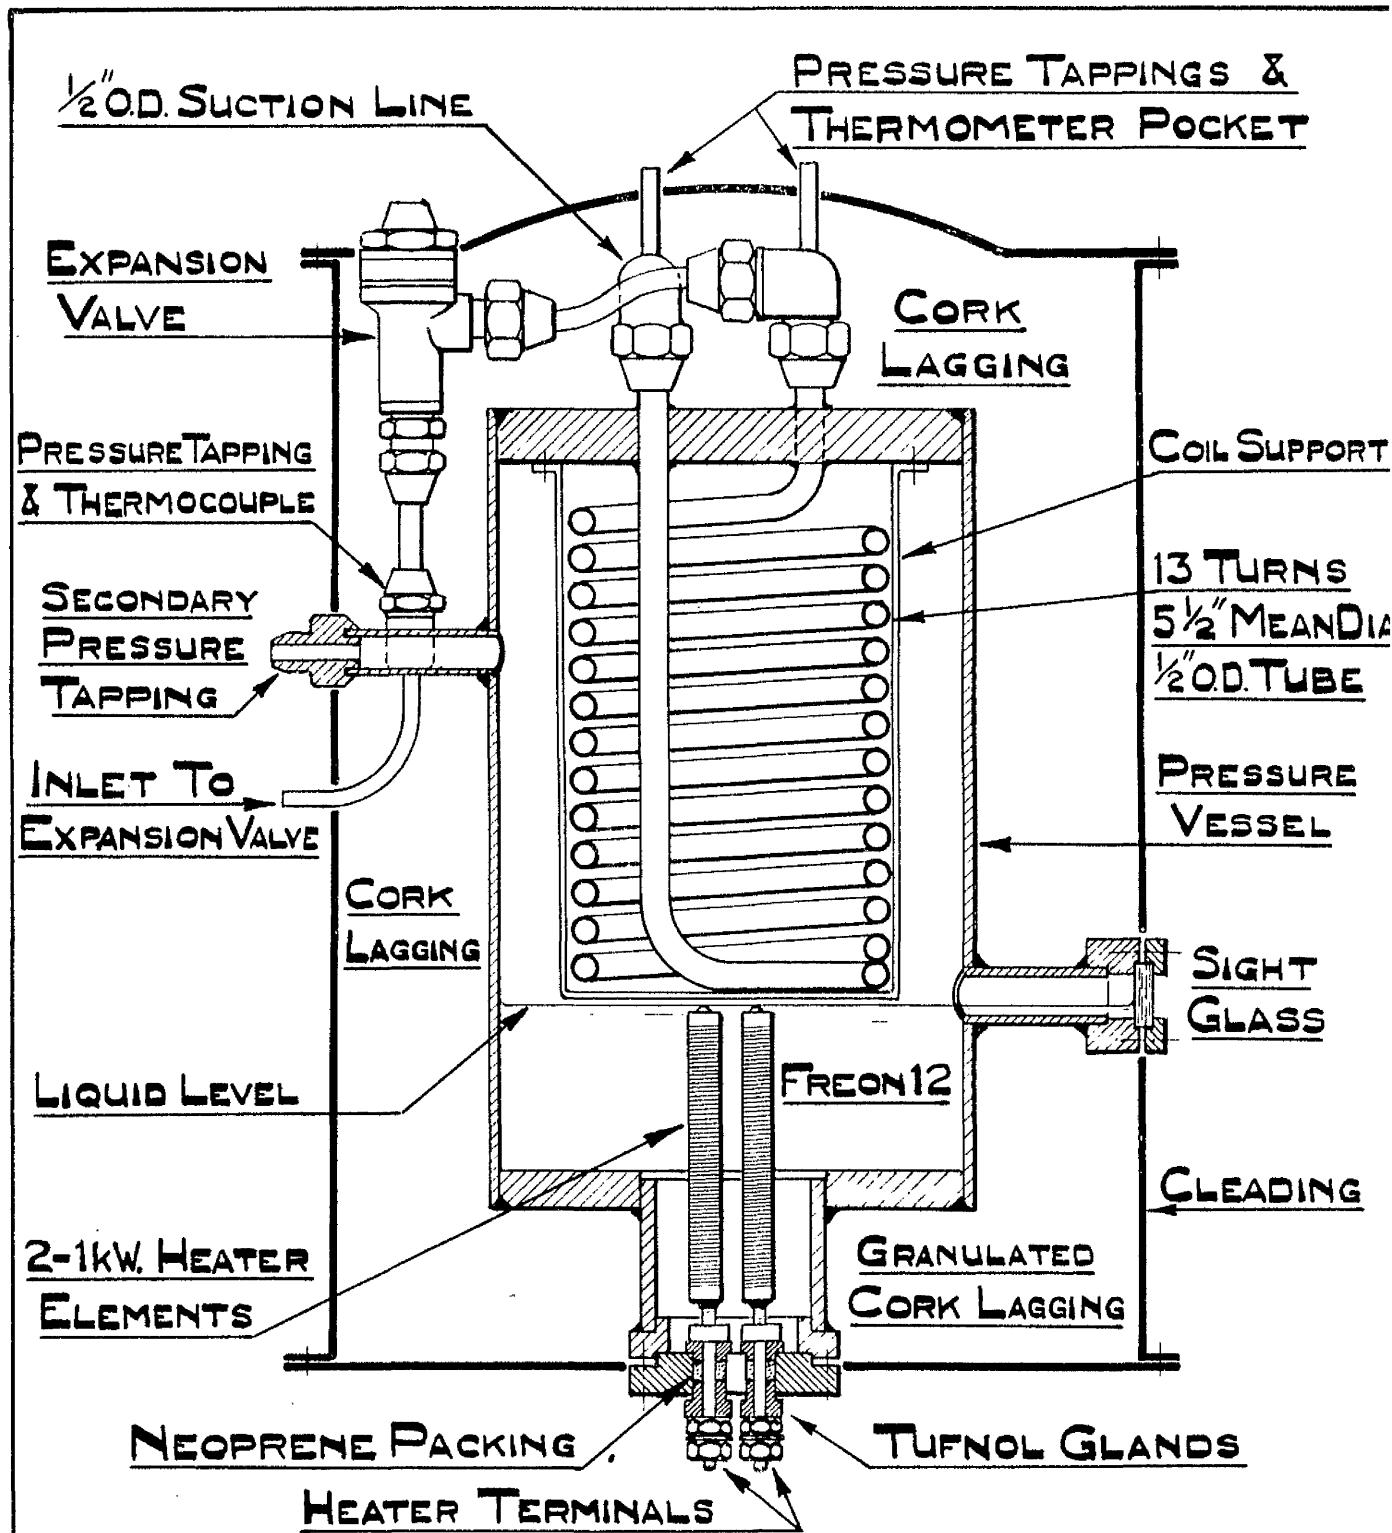 ½" O.D. SUCTION LINE
PRESSURE TAPPINGS &
THERMOMETER POCKET
EXPANSION
VALVE
CORK
LAGGING
PRESSURE TAPPING
& THERMOCOUPLE
COIL SUPPORT
SECONDARY
PRESSURE
TAPPING
13 TURNS
5½" MEAN DIA
½" O.D. TUBE
INLET TO
EXPANSION VALVE
PRESSURE
VESSEL
CORK
LAGGING
SIGHT
GLASS
LIQUID LEVEL
FREON 12
CLEADING
2-1KW. HEATER
ELEMENTS
GRANULATED
CORK LAGGING
NEOPRENE PACKING
TUFNOL GLANDS
HEATER TERMINALS